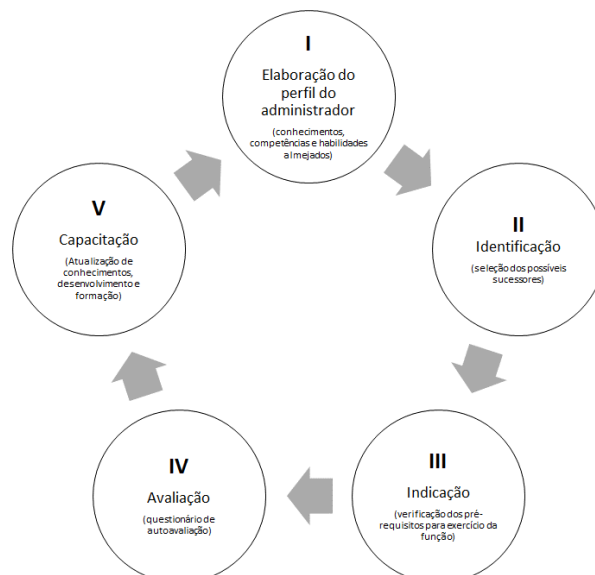 I
Elaboração do
perfil do
administrador
(conhecimentos,
competências e habilidades
almejados)
II
Identificação
(seleção dos possíveis
sucessores)
III
Indicação
(verificação dos pré-
requisitos para exercício da
função)
IV
Avaliação
(questionário de
autoavaliação)
V
Capacitação
(Atualização de
conhecimentos,
desenvolvimento e
formação)